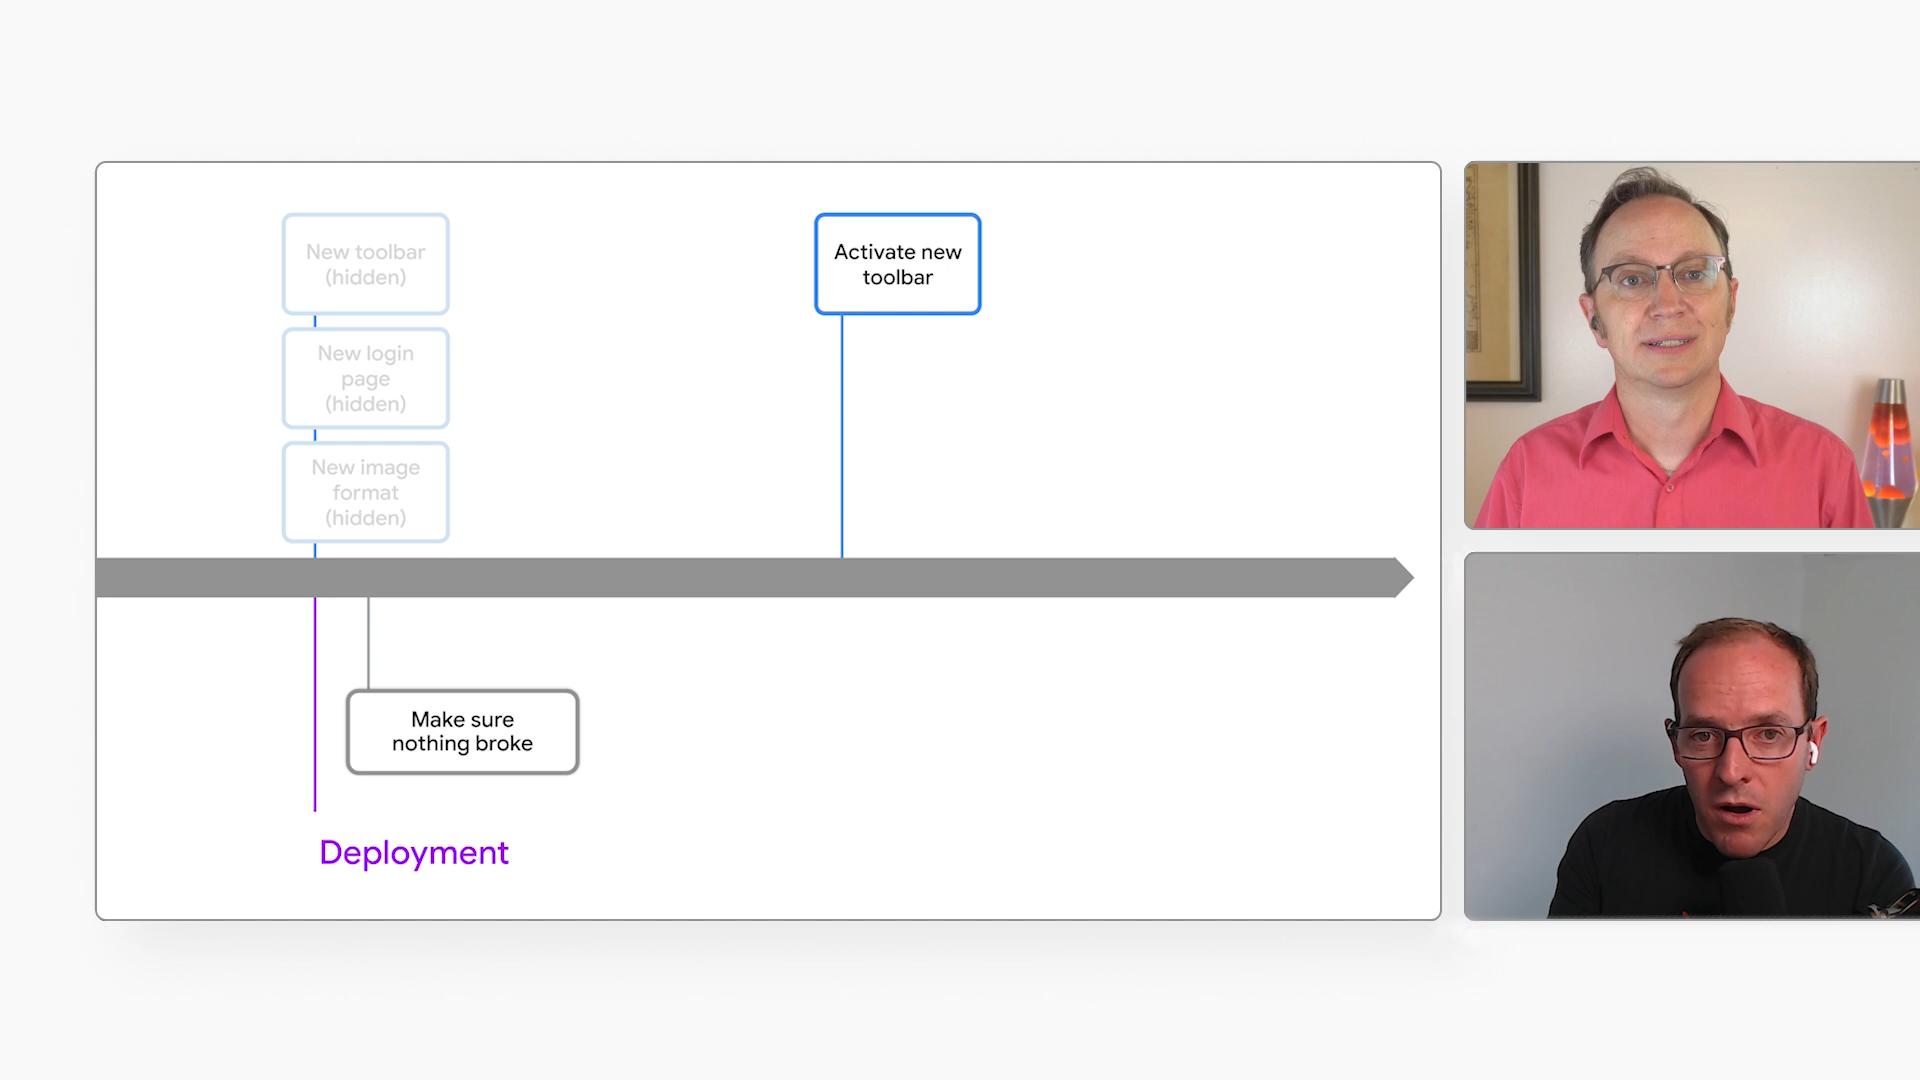 New toolbar
(hidden)
New login
page
(hidden)
New image
format
(hidden)
Activate new
toolbar
Make sure
nothing broke
Deployment